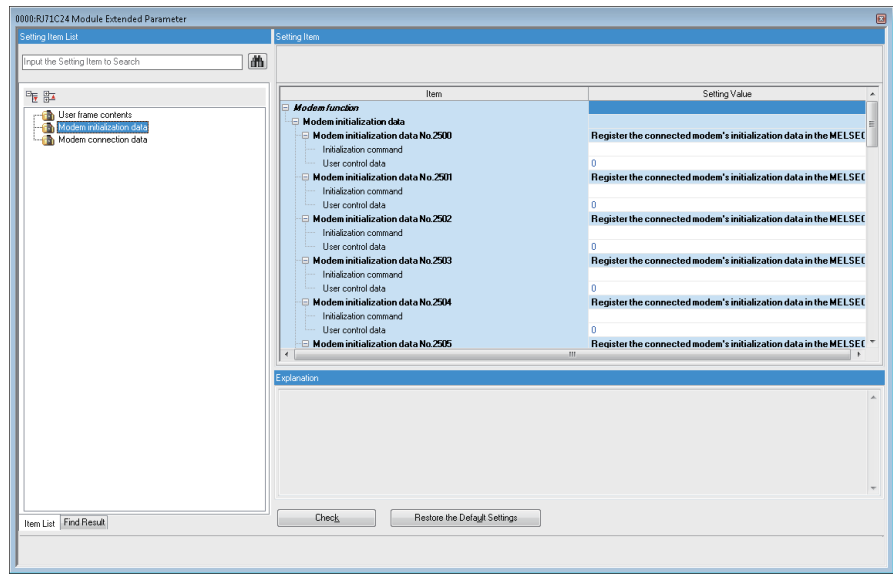 0000:RJ71C24 Module Extended Parameter
Setting Item List
Input the Setting Item to Search
User frame contents
Modem initialization data
Modem connection data
Item List Find Result
Setting Item
Item Setting Value
Modem function
Modem initialization data
Modem initialization data No.2500 Register the connected modem's initialization data in the MELSEC
Initialization command
User control data 0
Modem initialization data No.2501 Register the connected modem's initialization data in the MELSEC
Initialization command
User control data 0
Modem initialization data No.2502 Register the connected modem's initialization data in the MELSEC
Initialization command
User control data 0
Modem initialization data No.2503 Register the connected modem's initialization data in the MELSEC
Initialization command
User control data 0
Modem initialization data No.2504 Register the connected modem's initialization data in the MELSEC
Initialization command
User control data 0
Modem initialization data No.2505 Register the connected modem's initialization data in the MELSEC
Explanation
Check Restore the Default Settings